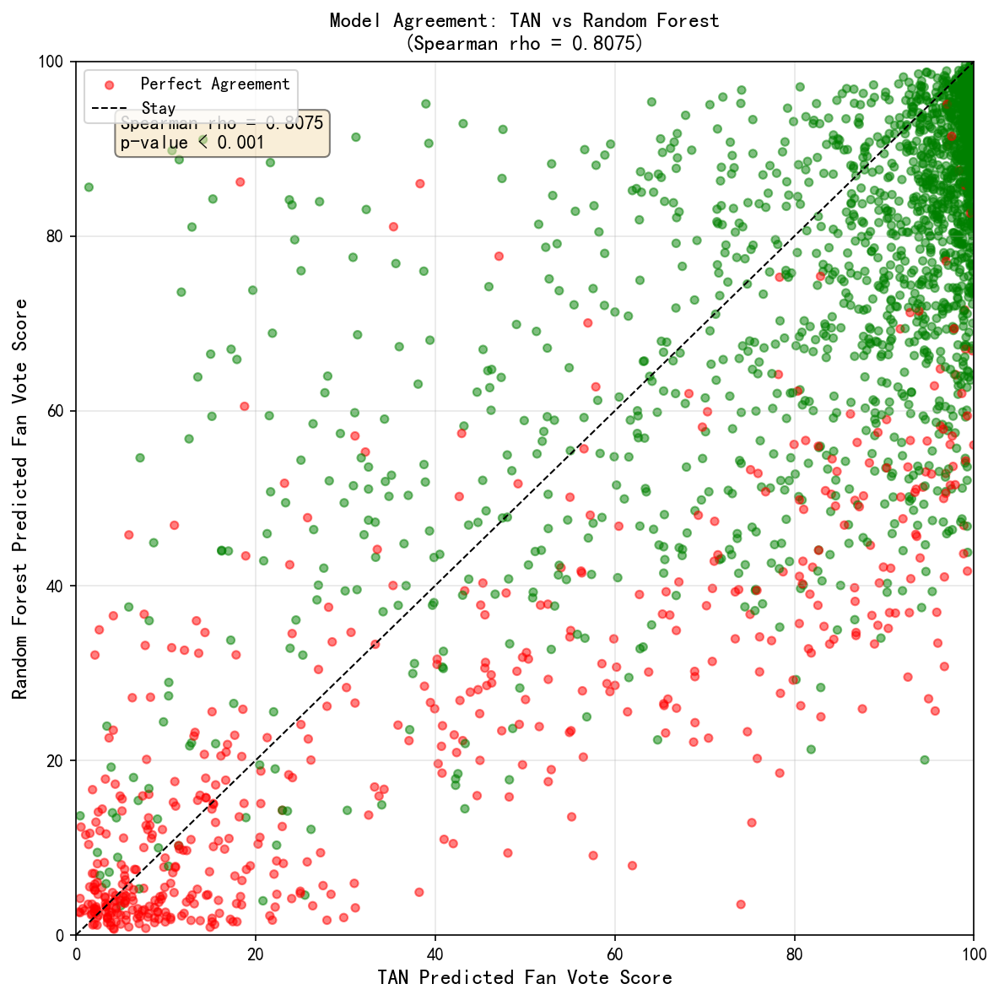 Model Agreement: TAN vs Random Forest
(Spearman rho = 0.8075)
Perfect Agreement
Stay
Spearman rho = 0.8075
p-value < 0.001
Random Forest Predicted Fan Vote Score
100
80
60
40
20
0
0 20 40 60 80 100
TAN Predicted Fan Vote Score